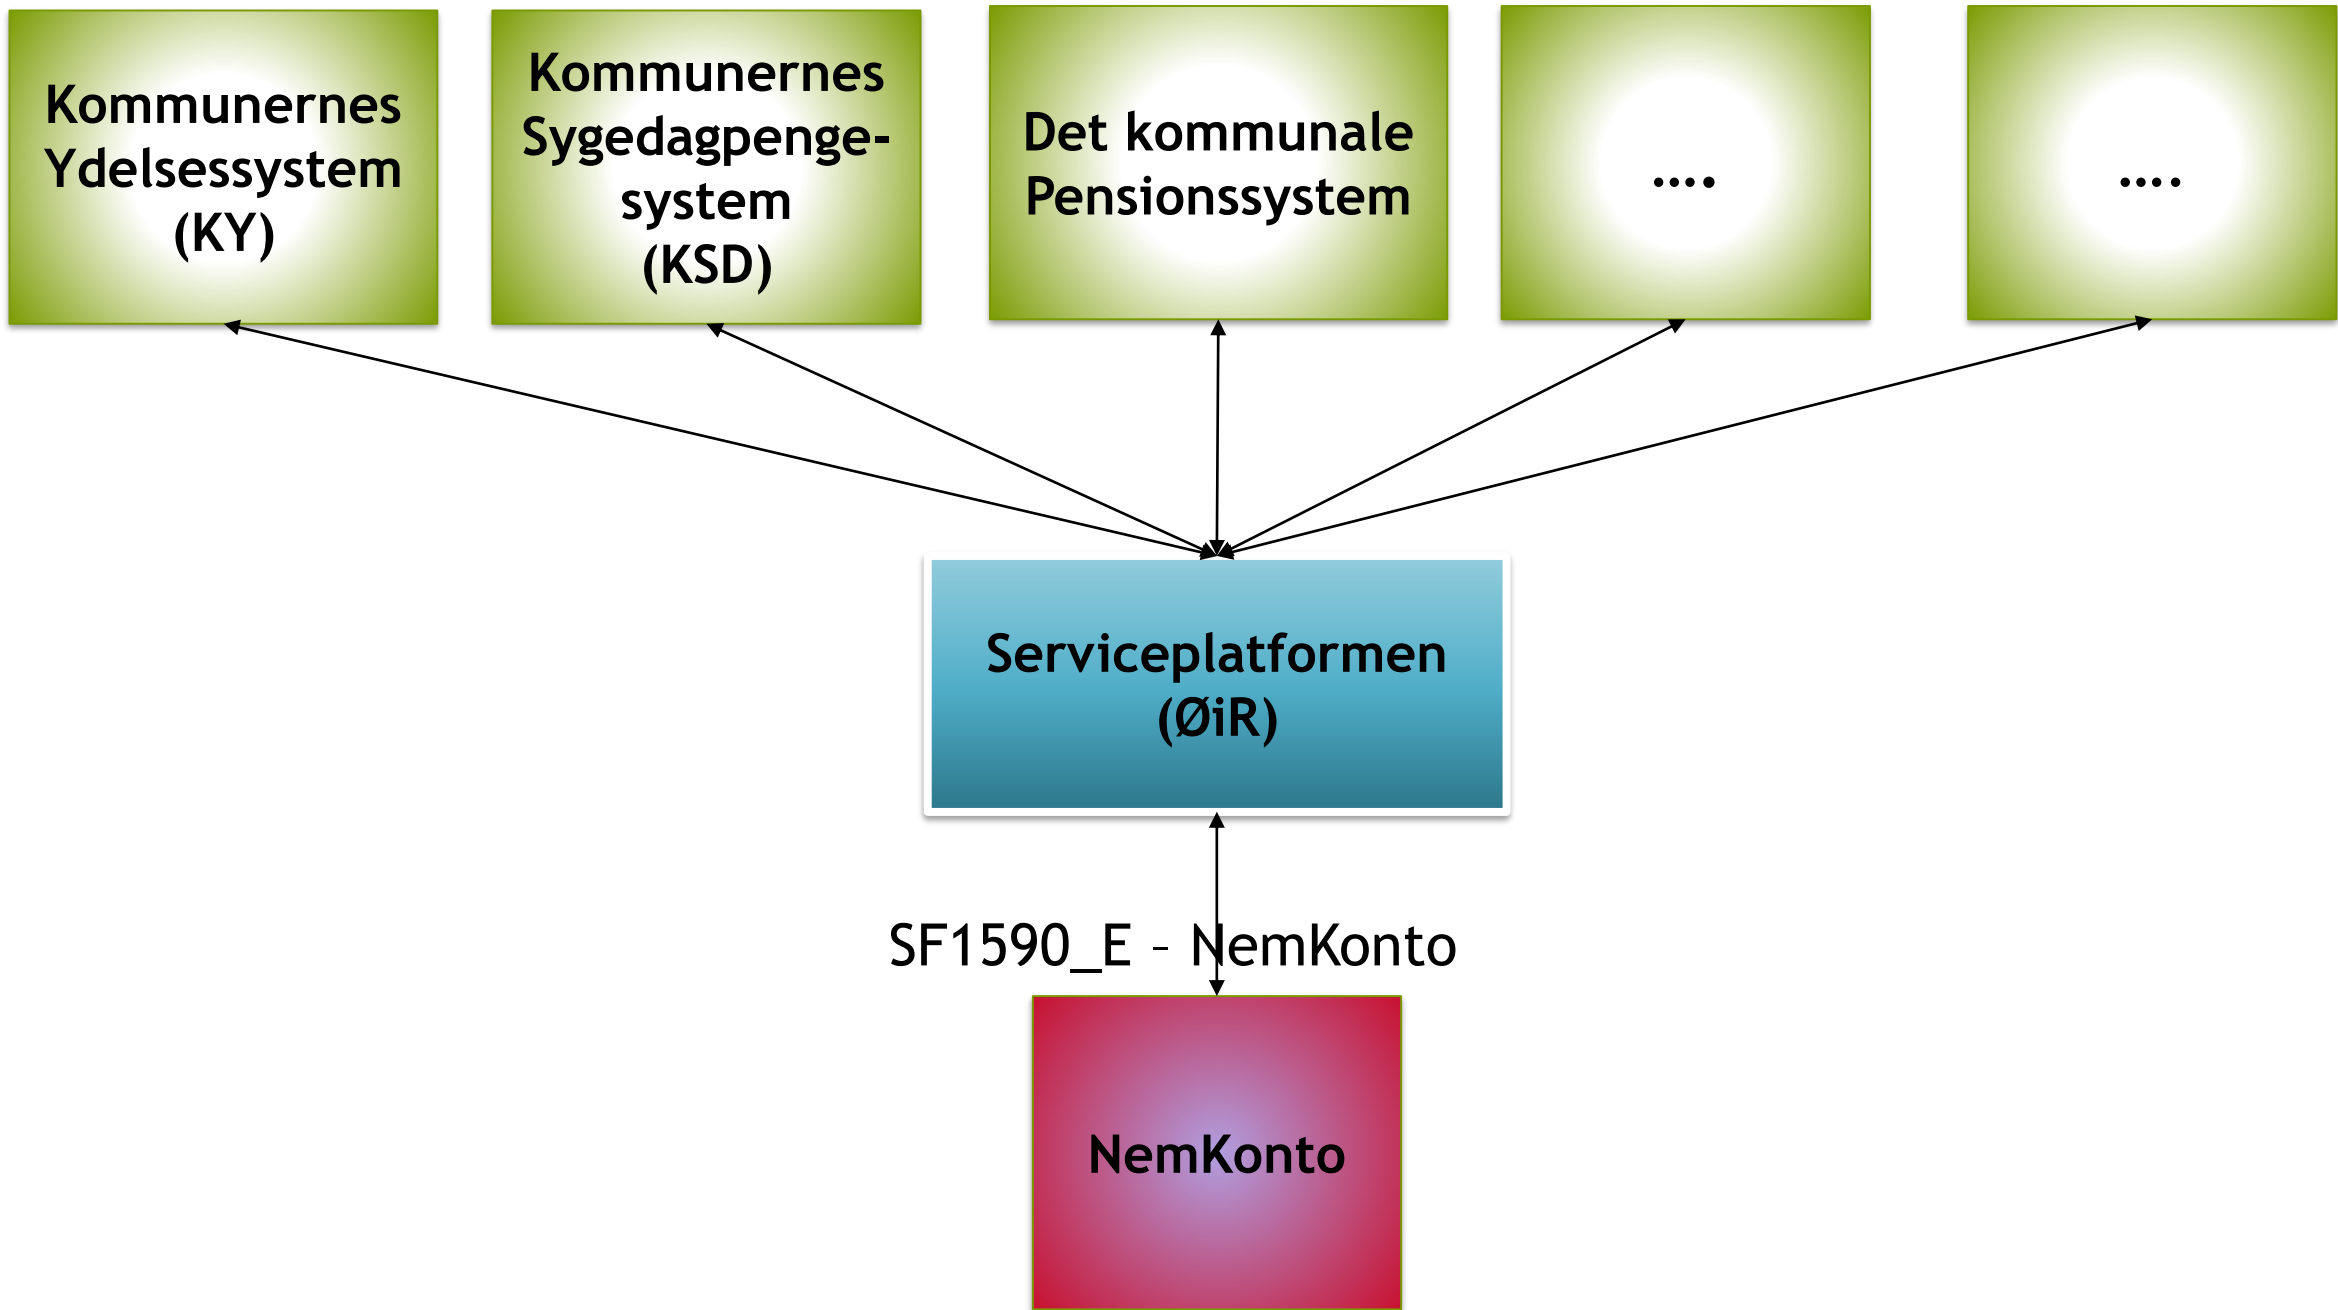 Kommunernes
Ydelsessystem
(KY)
Kommunernes
Sygedagpenge-
system
(KSD)
Det kommunale
Pensionssystem
....
....
Serviceplatformen
(ØiR)
SF1590_E – NemKonto
NemKonto